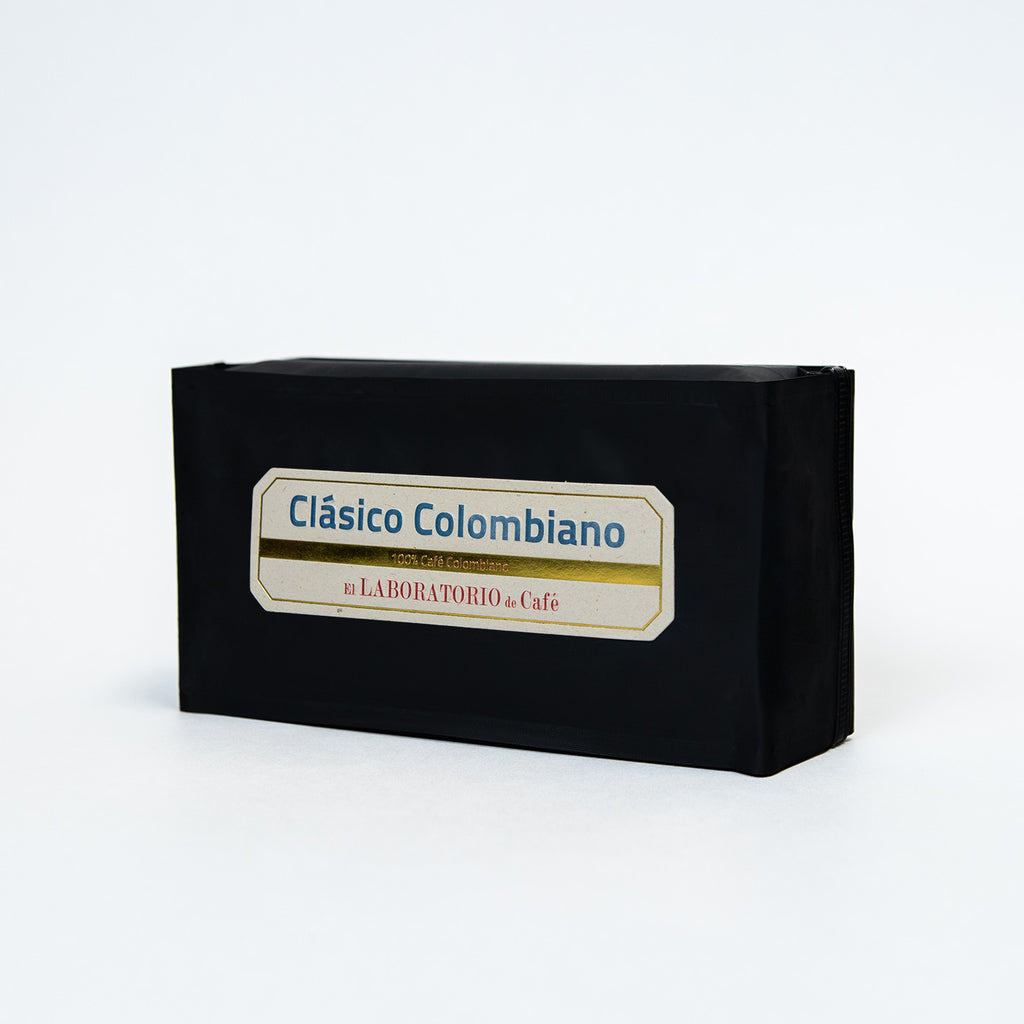 Clásico Colombiano
100% Café Colombiano
El LABORATORIO de Café